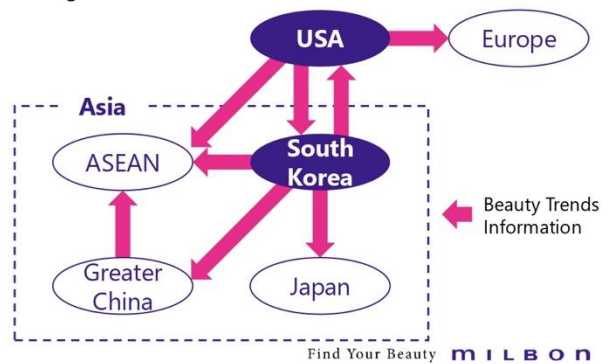 USA
Europe
Asia
ASEAN
South
Korea
Beauty Trends
Information
Greater
China
Japan
Find Your Beauty MILBON